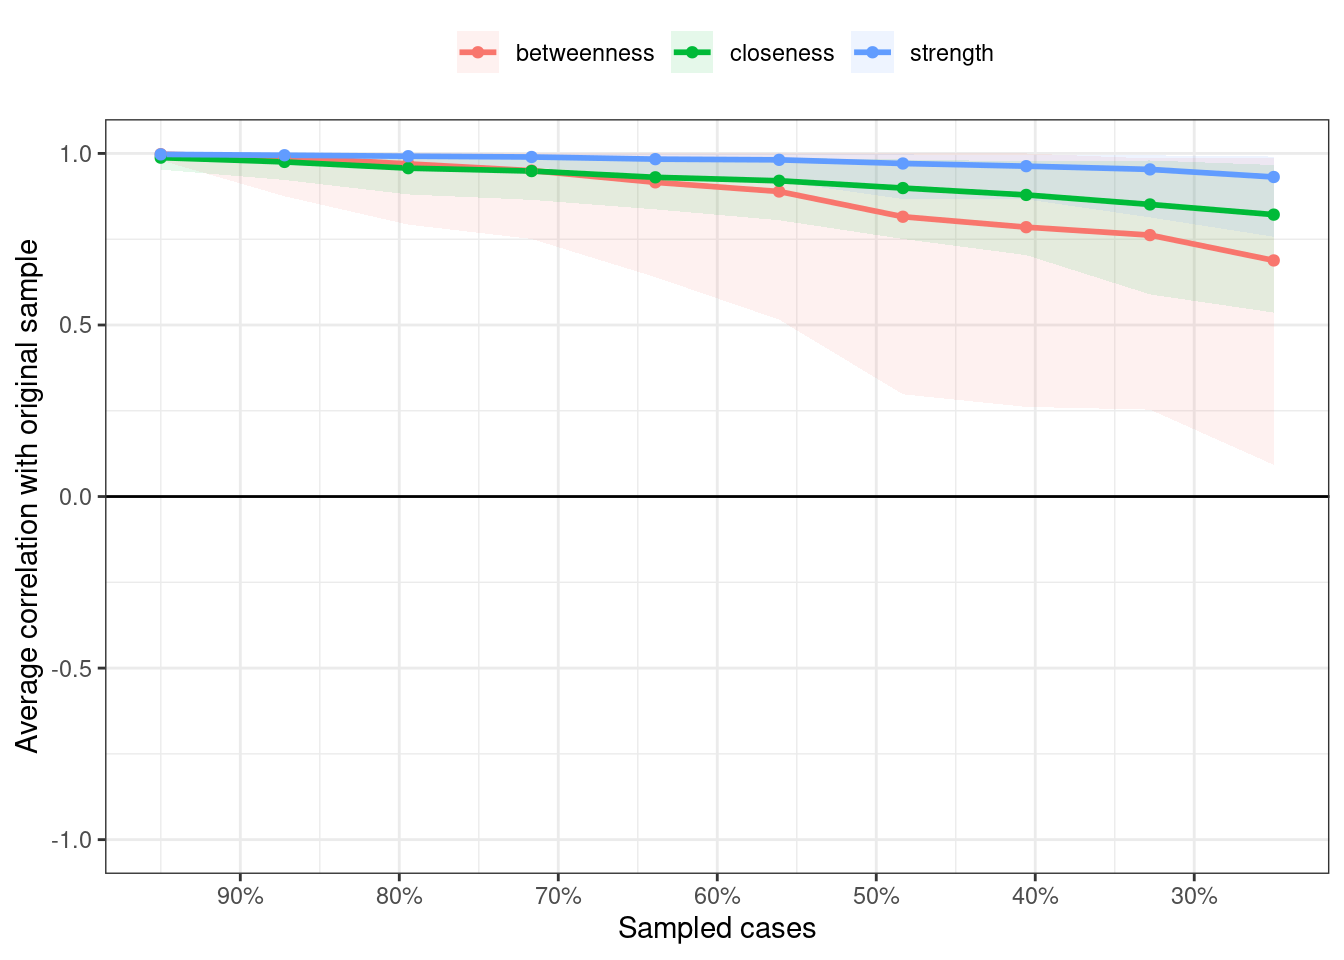 betweenness closeness strength
1.0
0.5
0.0
-0.5
-1.0
Average correlation with original sample
90% 80% 70% 60% 50% 40% 30%
Sampled cases